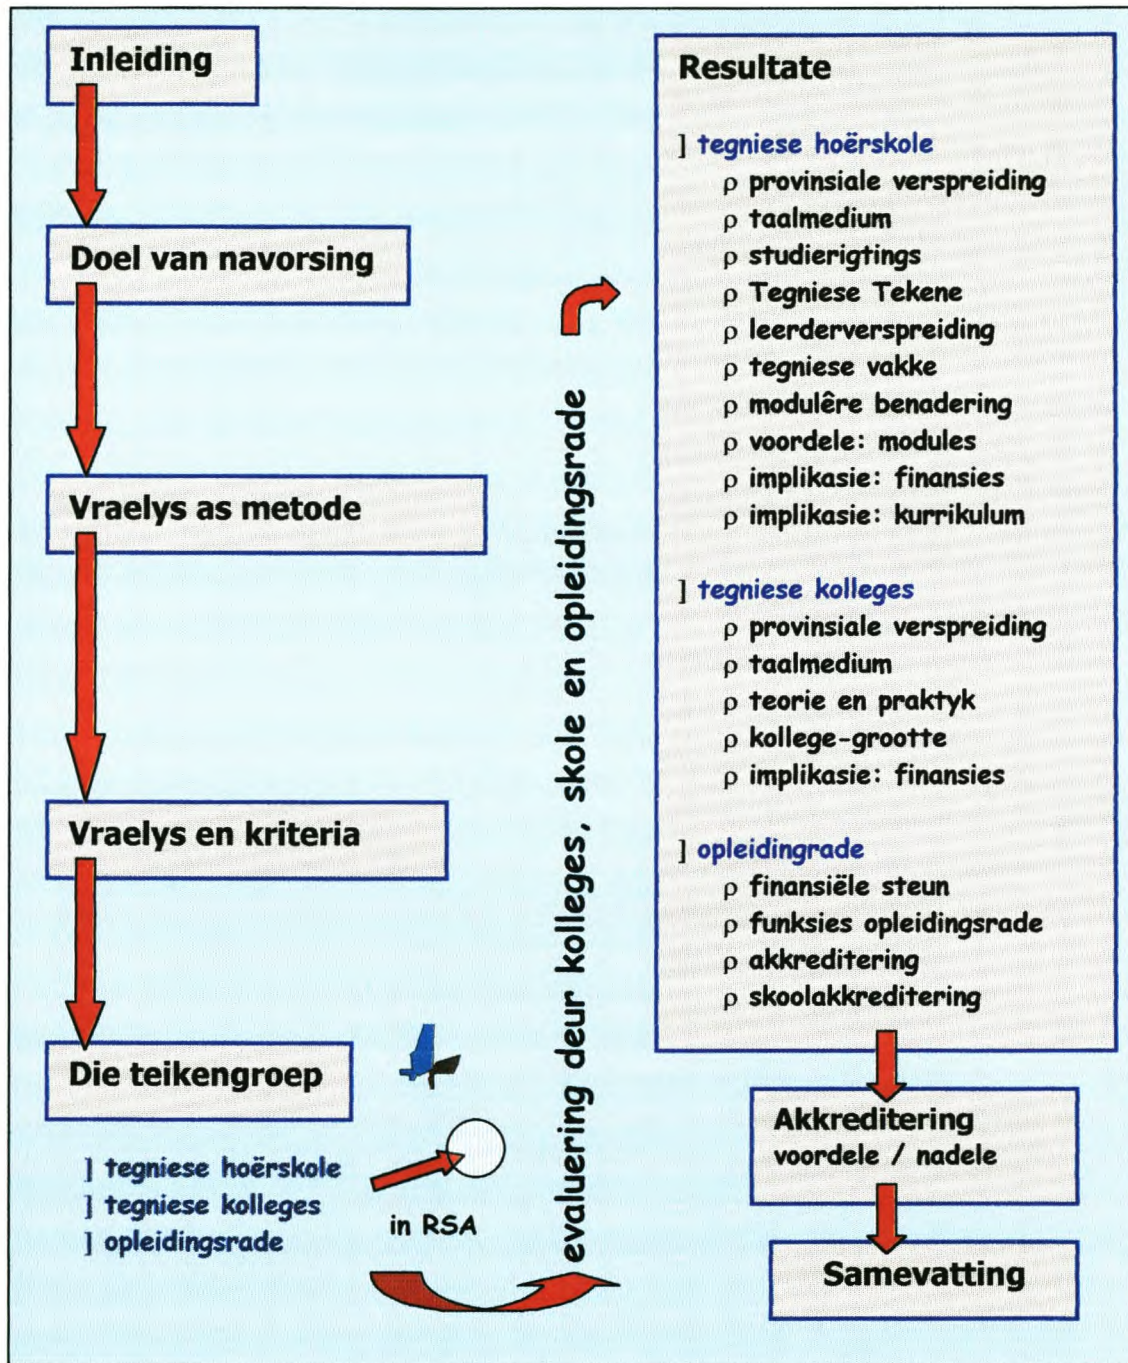 Inleiding
Doel van navorsing
Vraelys as metode
Vraelys en kriteria
Die teikengroep
] tegniese hoërskole
] tegniese kolleges
] opleidingsrade
in RSA
evaluering deur kolleges, skole en opleidingsrade
Resultate
] tegniese hoërskole
ρ provinsiale verspreiding
ρ taalmedium
ρ studierigtings
ρ Tegniese Tekene
ρ leerderverspreiding
ρ tegniese vakke
ρ modulêre benadering
ρ voordele: modules
ρ implikasie: finansies
ρ implikasie: kurrikulum
] tegniese kolleges
ρ provinsiale verspreiding
ρ taalmedium
ρ teorie en praktyk
ρ kollege-grootte
ρ implikasie: finansies
] opleidingrade
ρ finansiële steun
ρ funksies opleidingsrade
ρ akkreditering
ρ skoolakkreditering
Akkreditering
voordele / nadele
Samevatting